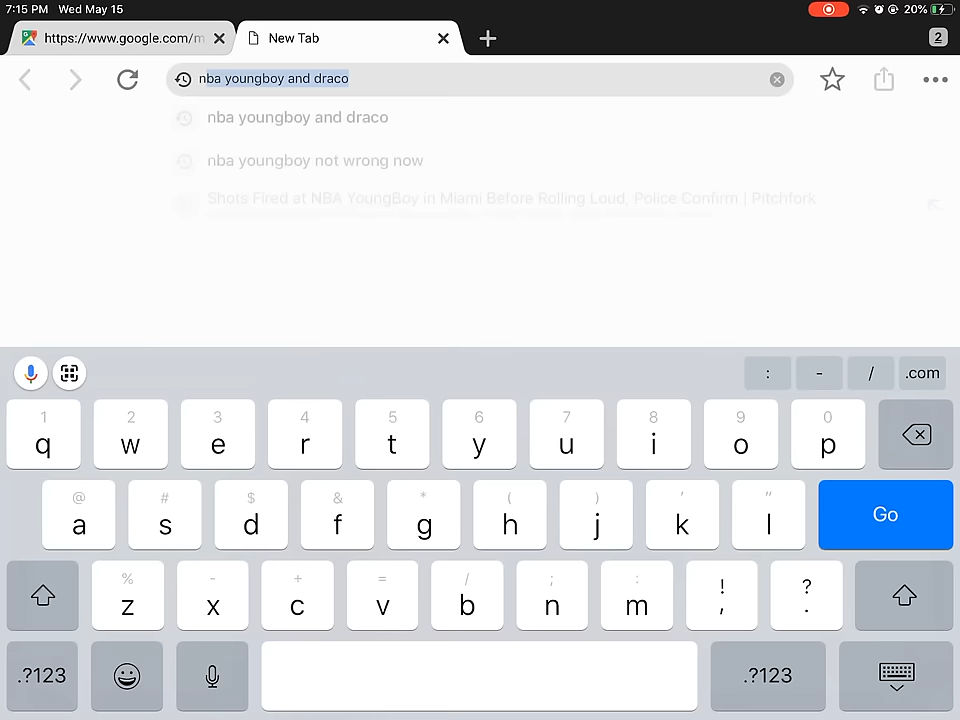 7:15 PM Wed May 15 20%
https://www.google.com/m New Tab 2
nba youngboy and draco
nba youngboy and draco
nba youngboy not wrong now
Shots Fired at NBA YoungBoy in Miami Before Rolling Loud, Police Confirm | Pitchfork
: - / .com
1 2 3 4 5 6 7 8 9 0
q w e r t y u i o p
@ # $ & * ( ) ' "
a s d f g h j k l Go
% - + = / ; : ! ?
z x c v b n m , .
.?123 .?123